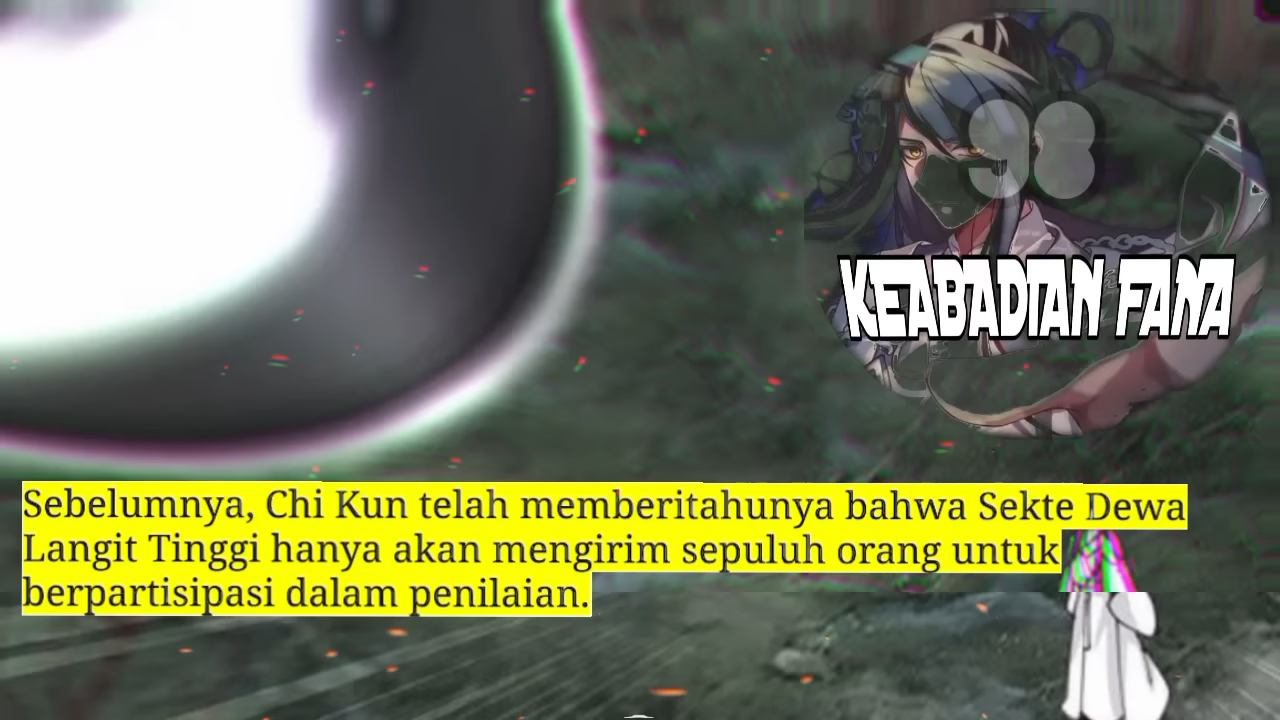 98
KEABADIAN FANA
Sebelumnya, Chi Kun telah memberitahunya bahwa Sekte Dewa
Langit Tinggi hanya akan mengirim sepuluh orang untuk
berpartisipasi dalam penilaian.